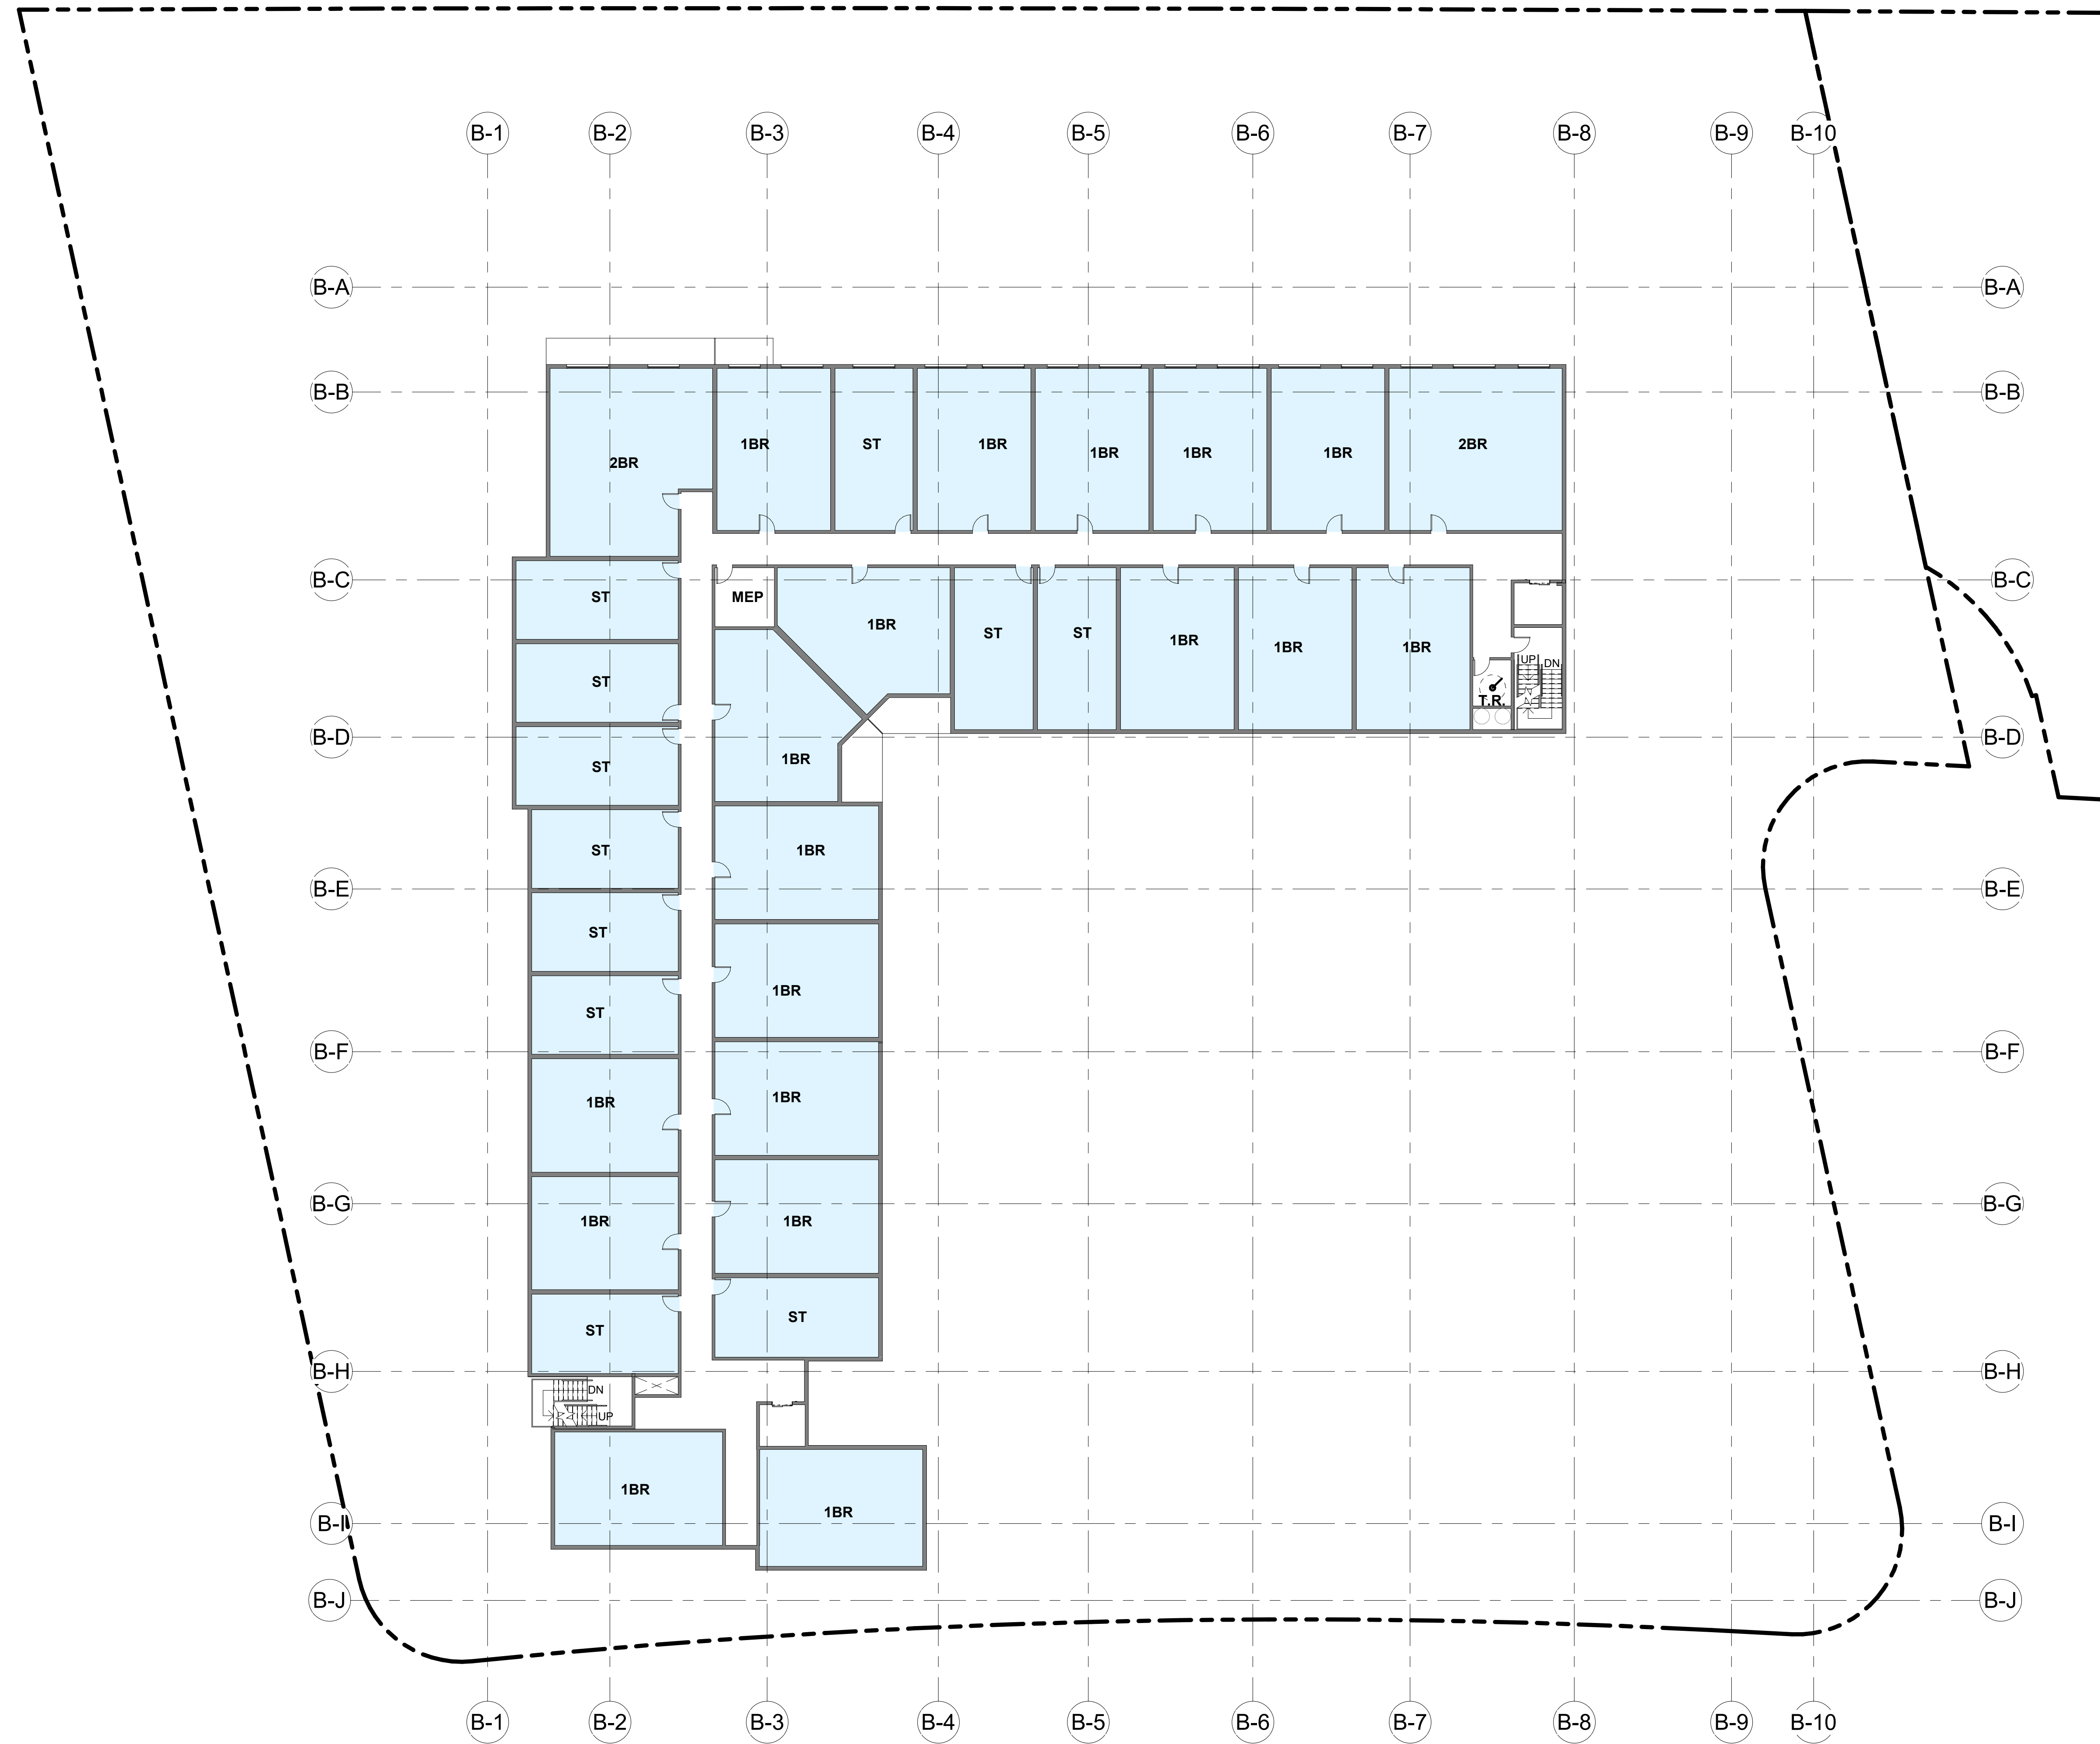 B-1 B-2 B-3 B-4 B-5 B-6 B-7 B-8 B-9 B-10
B-A B-A
B-B B-B
1BR ST 1BR 2BR
1BR 1BR 1BR
2BR
B-C B-C
ST MEP
1BR
ST ST
1BR
1BR 1BR
UP DN
ST
T.R.
B-D B-D
1BR
ST
ST 1BR
B-E B-E
ST
1BR
ST
B-F B-F
1BR
1BR
B-G B-G
1BR 1BR
ST
ST
B-H B-H
DN
UP
1BR
1BR
B-I B-I
B-J B-J
B-1 B-2 B-3 B-4 B-5 B-6 B-7 B-8 B-9 B-10